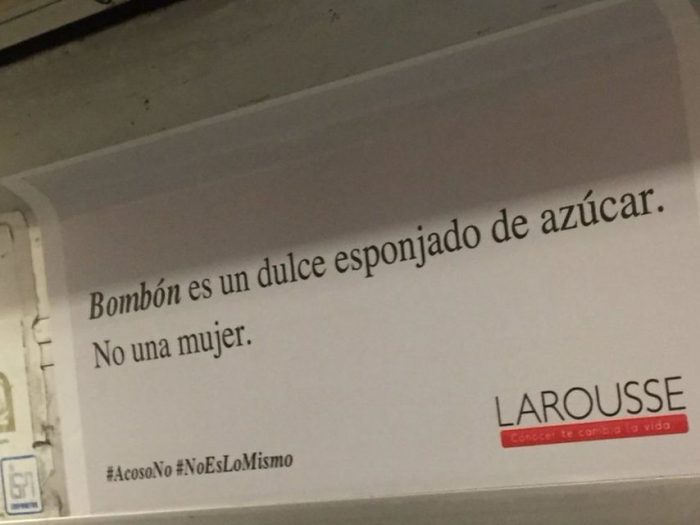 Bombón es un dulce esponjado de azúcar.
No una mujer.
#AcosoNo #NoEsLoMismo
LAROUSSE
Conocer te cambia la vida